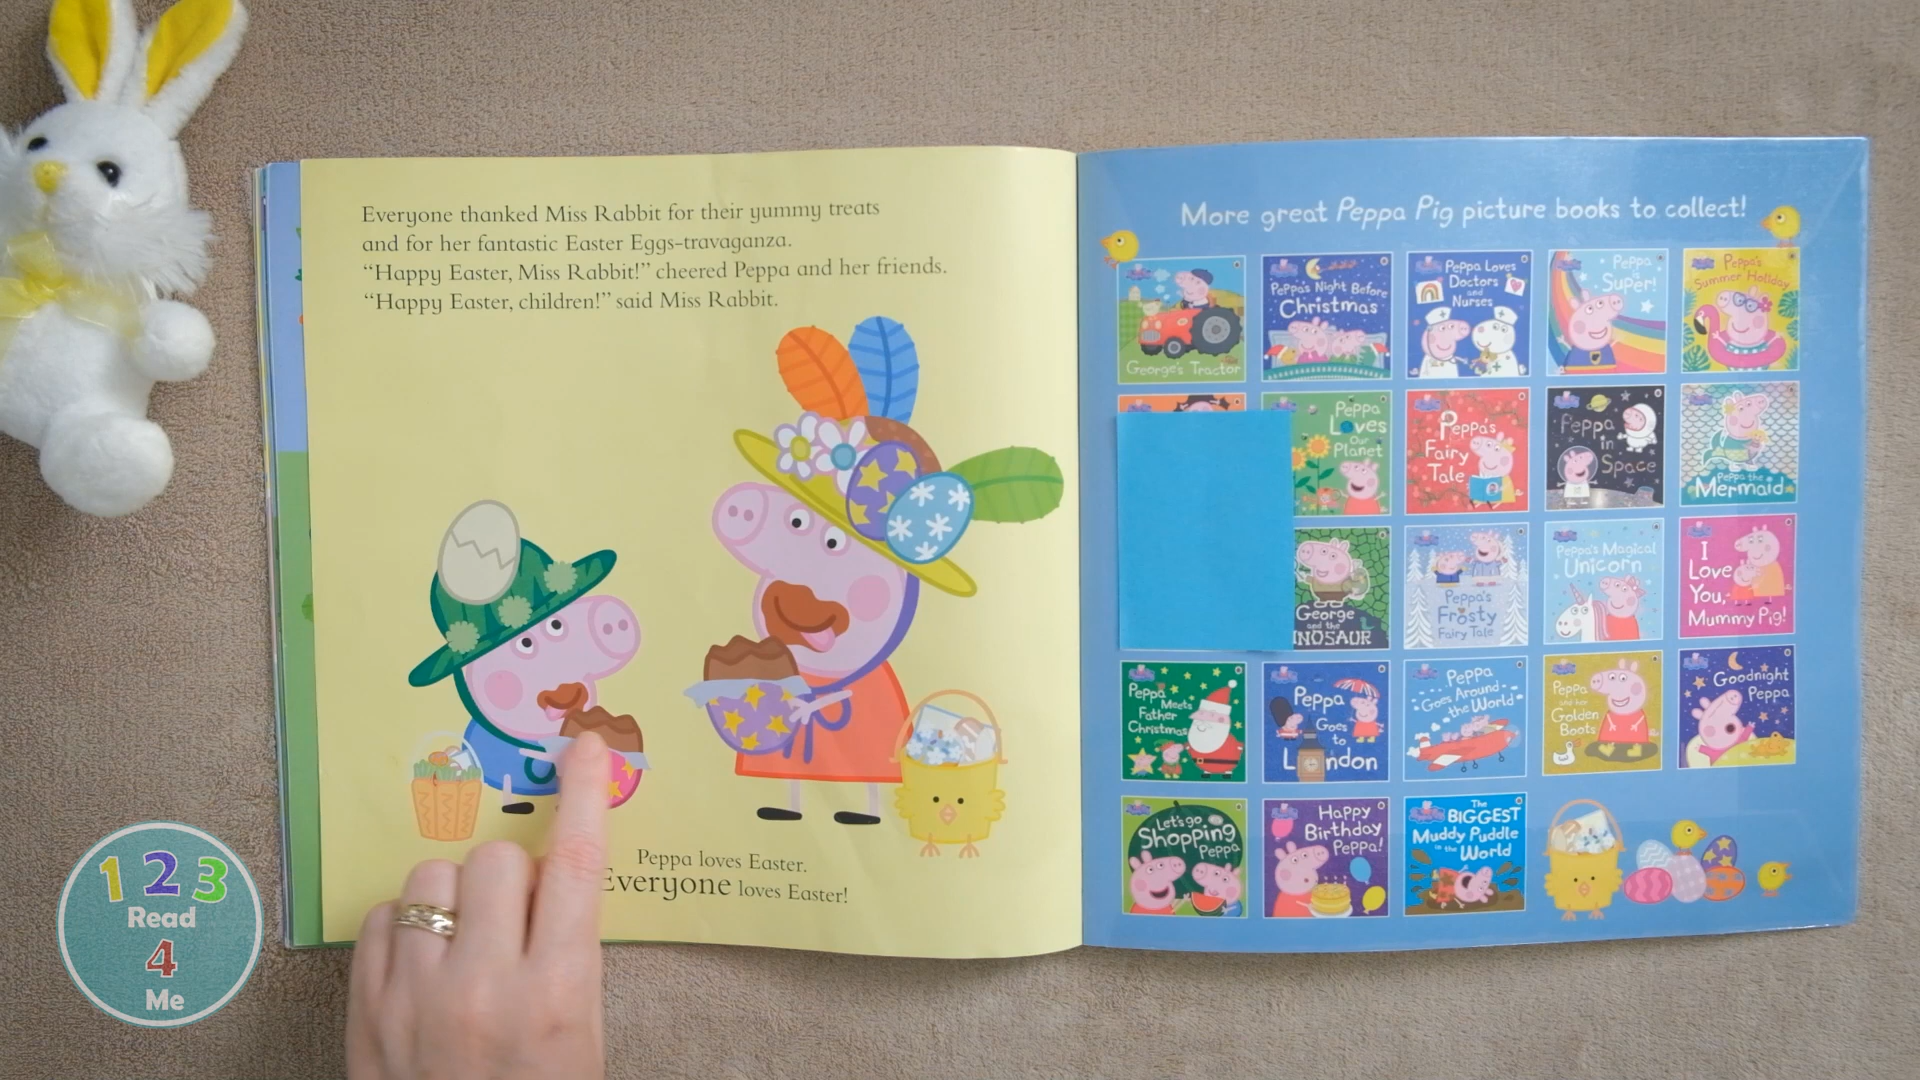 Everyone thanked Miss Rabbit for their yummy treats
and for her fantastic Easter Eggs-travaganza.
“Happy Easter, Miss Rabbit!” cheered Peppa and her friends.
“Happy Easter, children!” said Miss Rabbit.
Peppa loves Easter.
Everyone loves Easter!
More great Peppa Pig picture books to collect!
George's Tractor
Peppa's Night Before
Christmas
Peppa Loves
Doctors
and
Nurses
Peppa
is
Super!
Peppa's
Summer Holiday
Peppa
Loves
Our
Planet
Peppa's
Fairy
Tale
Peppa
in
Space
Peppa the
Mermaid
George
and the
Peppa's
Frosty
Fairy Tale
Peppa's Magical
Unicorn
I
Love
You,
Mummy Pig!
Peppa
Meets
Father
Christmas
Peppa
Goes
to
London
Peppa
Goes Around
the World
Peppa
and her
Golden
Boots
Goodnight
Peppa
Let's go
Shopping
Peppa
Happy
Birthday
Peppa!
The
BIGGEST
Muddy Puddle
in the World
1 2 3
Read
4
Me